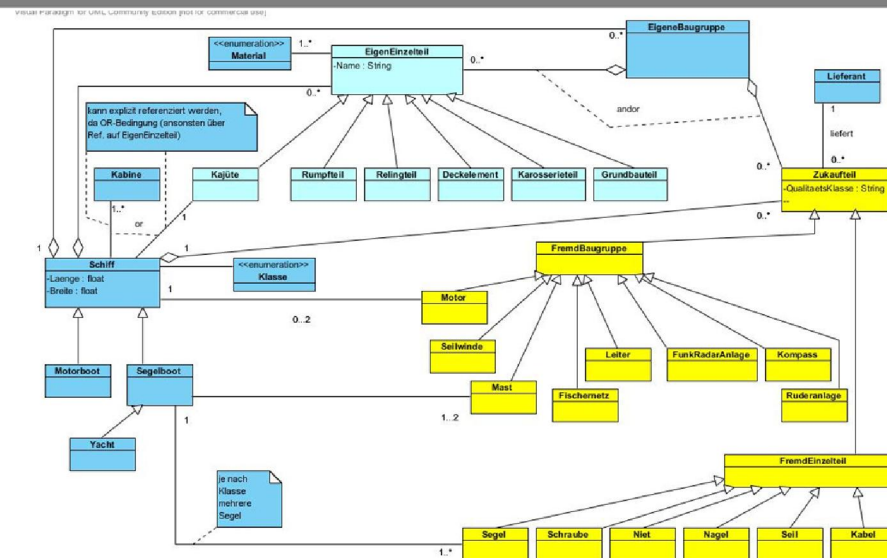 Visual Paradigm for UML Community Edition [not for commercial use]
EigeneBaugruppe
0..*
<<enumeration>>
Material
1..*
EigenEinzelteil
-Name : String
0..*
0..*
Lieferant
andor
1
liefert
0..*
kann explizit referenziert werden,
da OR-Bedingung (ansonsten über
Ref. auf EigenEinzelteil)
Kabine
Kajüte
Rumpfteil
Relingteil
Deckelement
Karosserieteil
Grundbauteil
0..*
Zukaufteil
-QualitaetsKlasse : String
--
0..*
1..*
or
1
1
1
Schiff
-Laenge : float
-Breite : float
<<enumeration>>
Klasse
FremdBaugruppe
1
0...2
Motor
Seilwinde
Leiter
FunkRadarAnlage
Kompass
Motorboot
Segelboot
Mast
Fischernetz
Ruderanlage
1
1...2
Yacht
FremdEinzelteil
je nach
Klasse
mehrere
Segel
Segel
Schraube
Niet
Nagel
Seil
Kabel
1..*